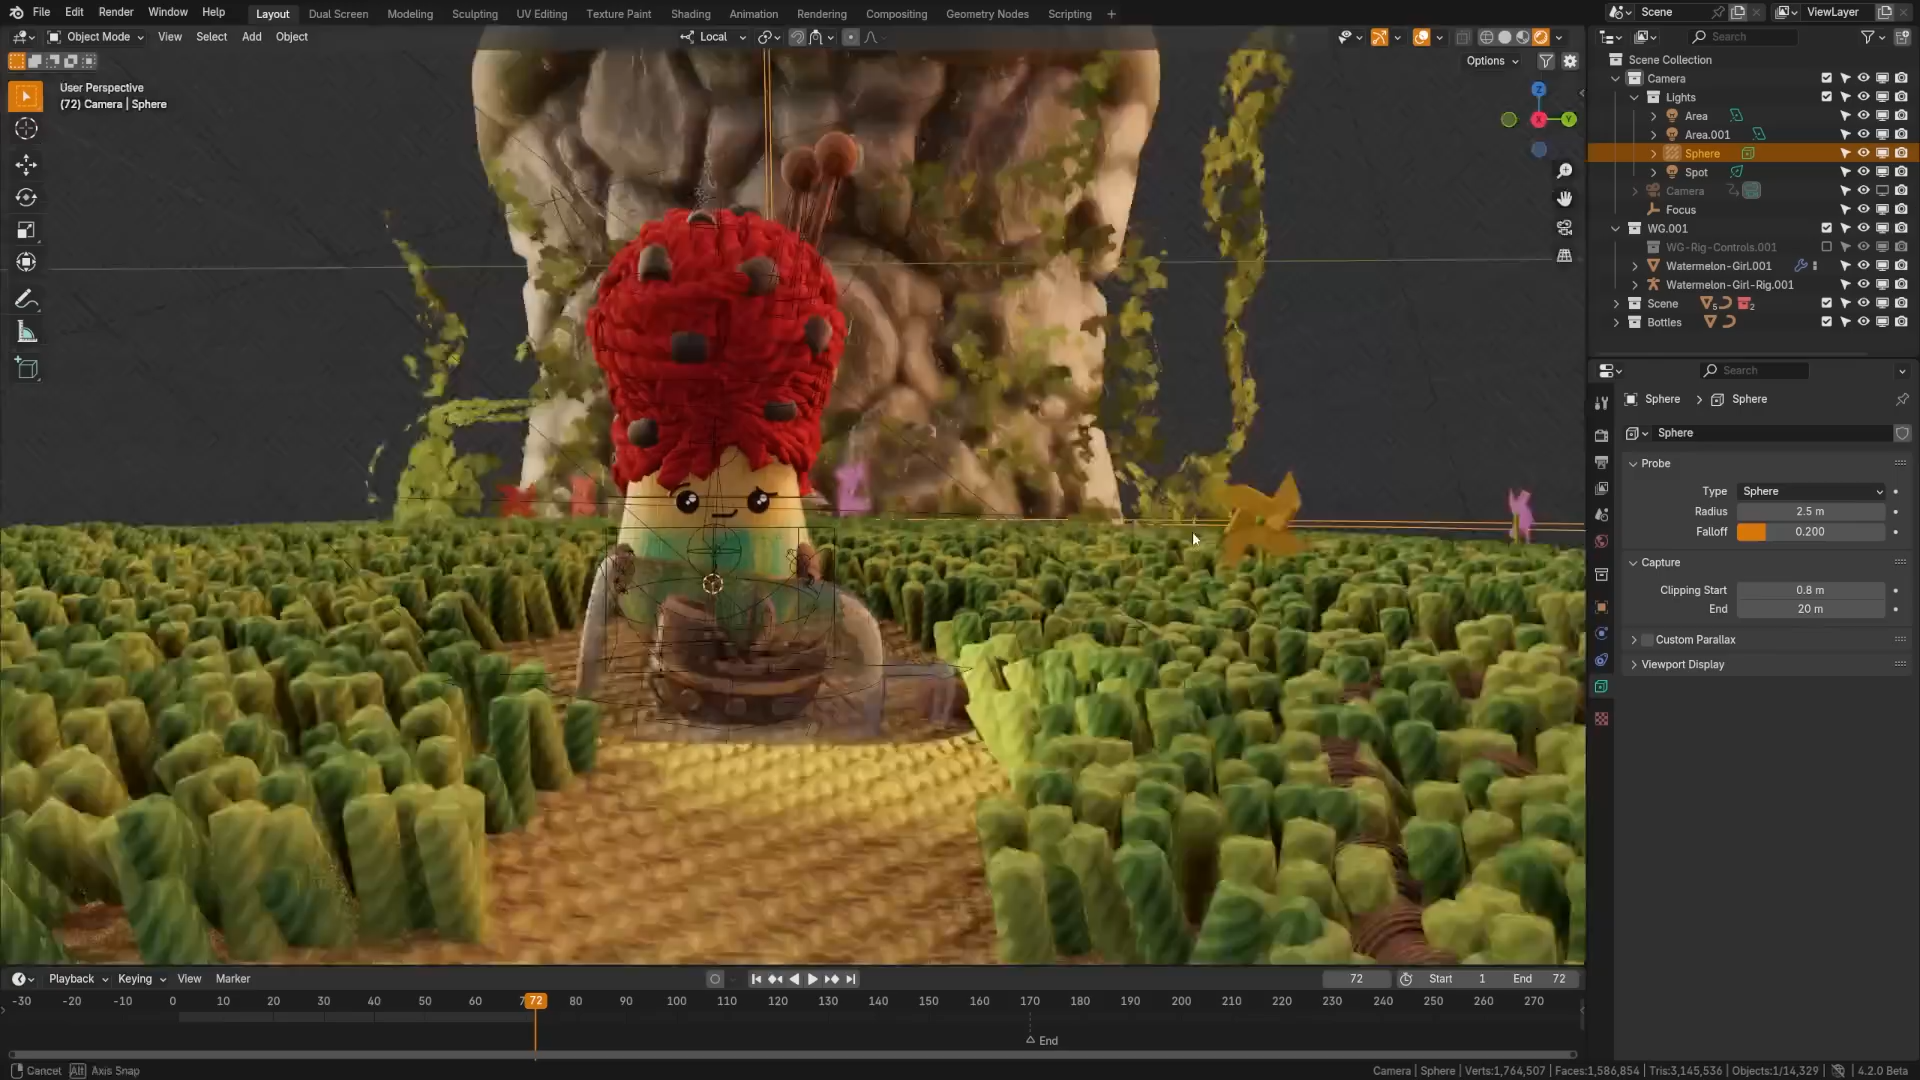 File Edit Render Window Help Layout Dual Screen Modeling Sculpting UV Editing Texture Paint Shading Animation Rendering Compositing Geometry Nodes Scripting + Scene ViewLayer
Object Mode View Select Add Object Local Search
Options
User Perspective
(72) Camera | Sphere
Z
X
Y
Scene Collection
Camera
Lights
Area
Area.001
Sphere
Spot
Camera
Focus
WG.001
WG-Rig-Controls.001
Watermelon-Girl.001
Watermelon-Girl-Rig.001
Scene 5 2
Bottles
Search
Sphere > Sphere
Sphere
Probe
Type Sphere
Radius 2.5 m
Falloff 0.200
Capture
Clipping Start 0.8 m
End 20 m
Custom Parallax
Viewport Display
Playback Keying View Marker 72 Start 1 End 72
-30 -20 -10 0 10 20 30 40 50 60 7 72 80 90 100 110 120 130 140 150 160 170 180 190 200 210 220 230 240 250 260 270
End
Cancel Alt Axis Snap Camera | Sphere | Verts:1,764,507 | Faces:1,586,854 | Tris:3,145,536 | Objects:1/14,329 | 4.2.0 Beta